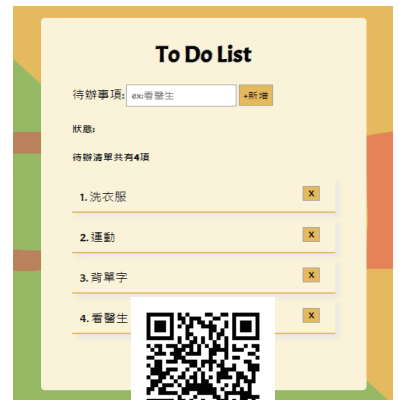 To Do List
待辦事項: ex:看醫生 +新增
狀態:
待辦清單共有4項
1. 洗衣服 X
2. 運動 X
3. 背單字 X
4. 看醫生 X